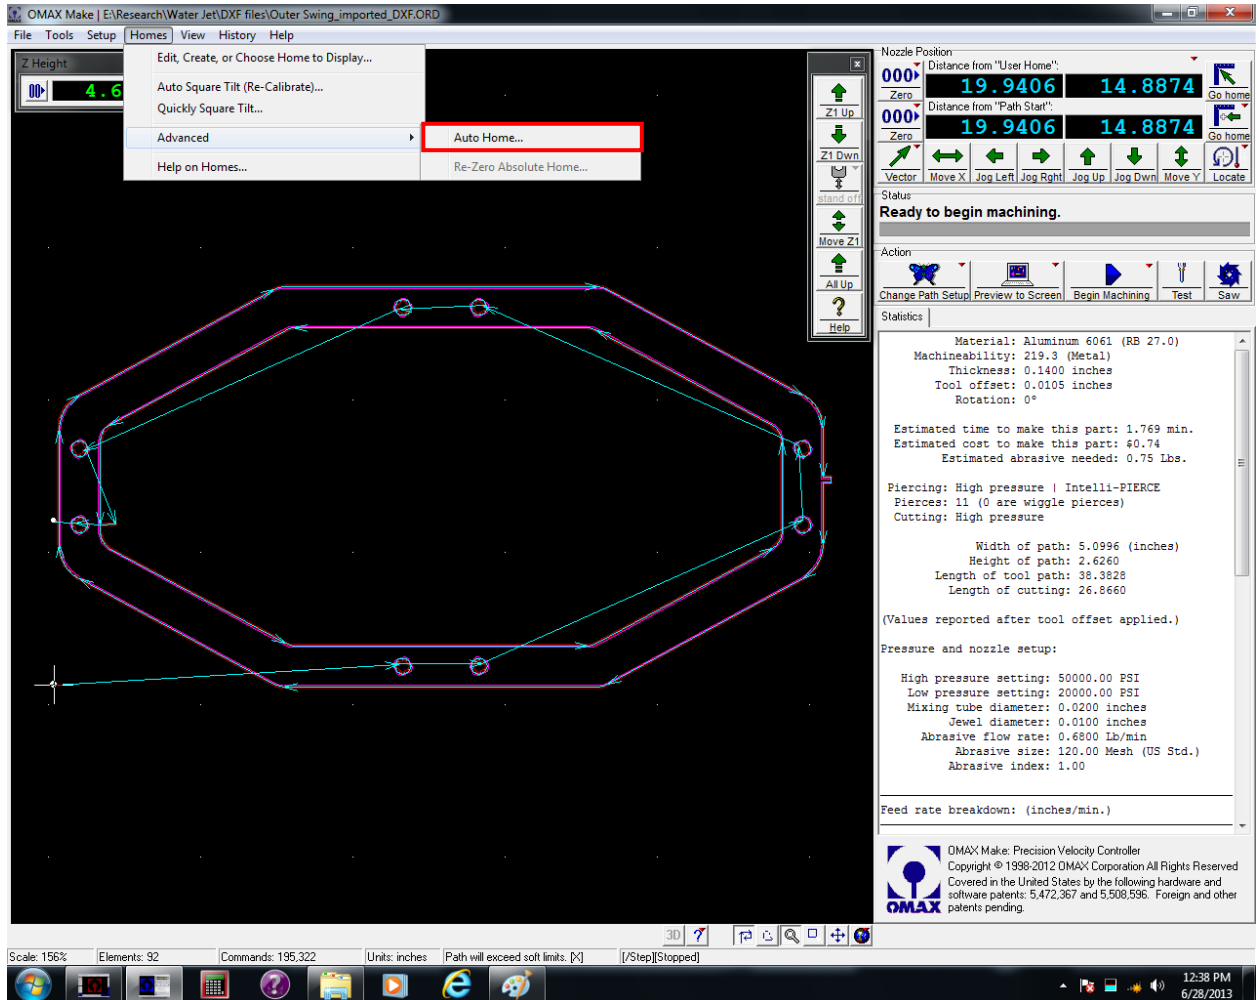 OMAX Make | E:\Research\Water Jet\DXF files\Outer Swing_imported_DXF.ORD
File Tools Setup Homes View History Help
Z Height
4.6
Edit, Create, or Choose Home to Display...
Auto Square Tilt (Re-Calibrate)...
Quickly Square Tilt...
Advanced
Help on Homes...
Auto Home...
Re-Zero Absolute Home...
Z1 Up
Z1 Dwn
stand off
Move Z1
All Up
Help
Nozzle Position
Distance from "User Home":
000
Zero
19.9406 14.8874
Go home
Distance from "Path Start":
000
Zero
19.9406 14.8874
Go home
Vector Move X Jog Left Jog Rght Jog Up Jog Dwn Move Y Locate
Status
Ready to begin machining.
Action
Change Path Setup Preview to Screen Begin Machining Test Saw
Statistics
Material: Aluminum 6061 (RB 27.0)
Machineability: 219.3 (Metal)
Thickness: 0.1400 inches
Tool offset: 0.0105 inches
Rotation: 0°
Estimated time to make this part: 1.769 min.
Estimated cost to make this part: $0.74
Estimated abrasive needed: 0.75 Lbs.
Piercing: High pressure | Intelli-PIERCE
Pierces: 11 (0 are wiggle pierces)
Cutting: High pressure
Width of path: 5.0996 (inches)
Height of path: 2.6260
Length of tool path: 38.3828
Length of cutting: 26.8660
(Values reported after tool offset applied.)
Pressure and nozzle setup:
High pressure setting: 50000.00 PSI
Low pressure setting: 20000.00 PSI
Mixing tube diameter: 0.0200 inches
Jewel diameter: 0.0100 inches
Abrasive flow rate: 0.6800 Lb/min
Abrasive size: 120.00 Mesh (US Std.)
Abrasive index: 1.00
Feed rate breakdown: (inches/min.)
OMAX
OMAX Make: Precision Velocity Controller
Copyright © 1998-2012 OMAX Corporation All Rights Reserved
Covered in the United States by the following hardware and
software patents: 5,472,367 and 5,508,596. Foreign and other
patents pending.
3D
Scale: 156% Elements: 92 Commands: 195,322 Units: inches Path will exceed soft limits. [X] [/Step][Stopped]
12:38 PM
6/28/2013